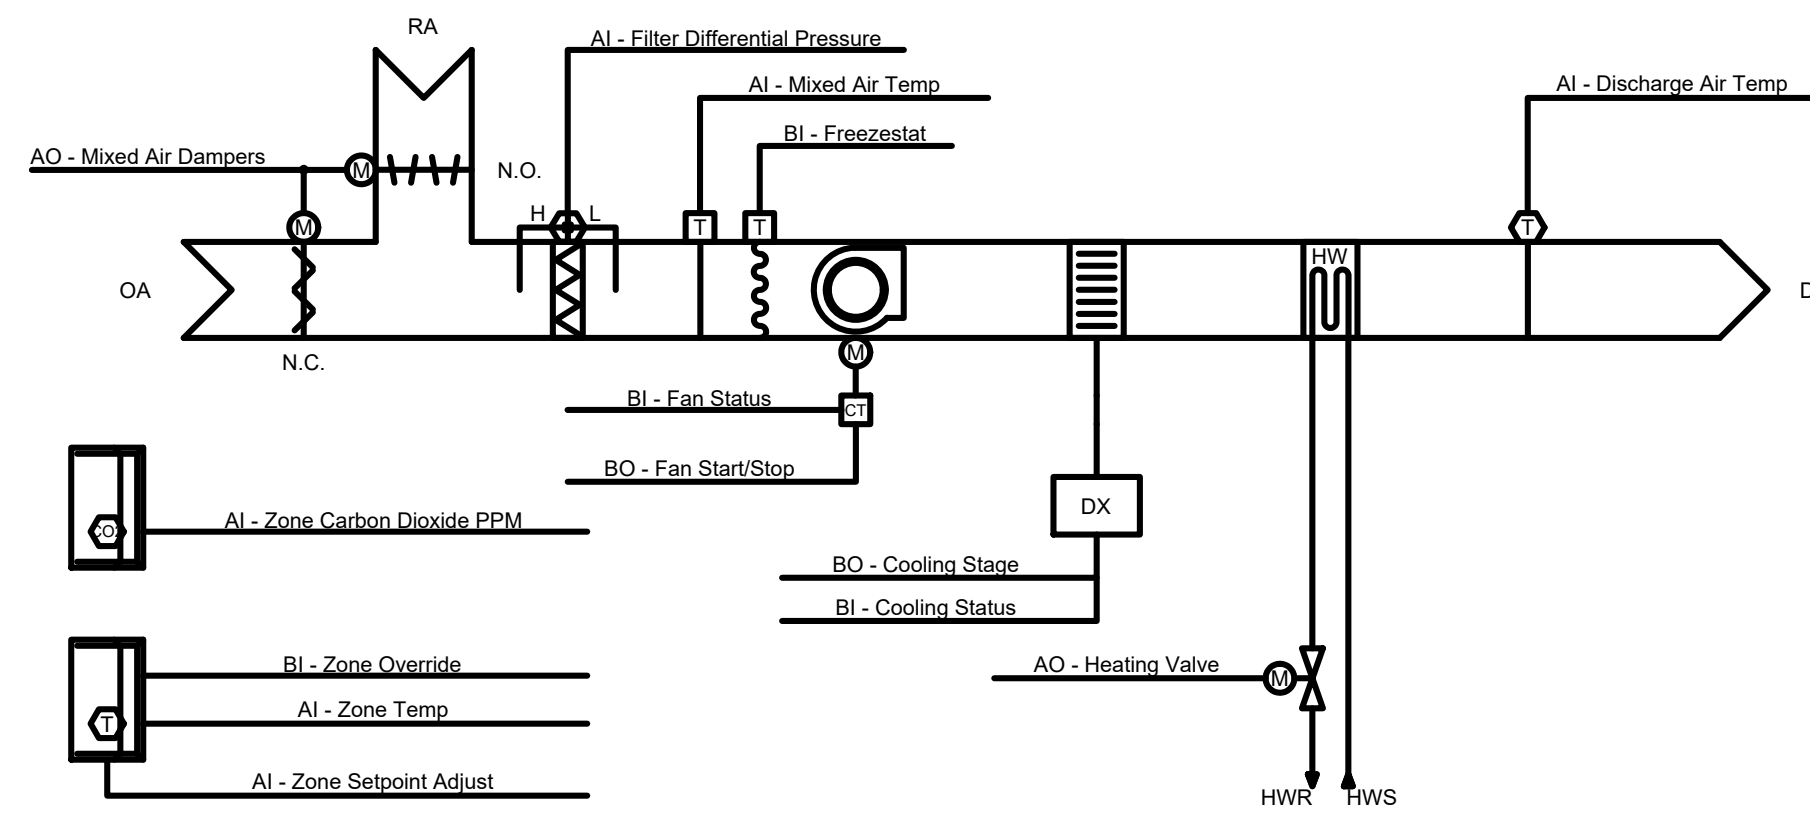 RA
AI - Filter Differential Pressure
AI - Mixed Air Temp
AI - Discharge Air Temp
BI - Freezestat
AO - Mixed Air Dampers
M
N.O.
H
L
M
T
T
T
HW
OA
D
N.C.
M
BI - Fan Status
CT
BO - Fan Start/Stop
DX
AI - Zone Carbon Dioxide PPM
CO2
BO - Cooling Stage
BI - Cooling Status
BI - Zone Override
AO - Heating Valve
M
AI - Zone Temp
T
AI - Zone Setpoint Adjust
HWR
HWS